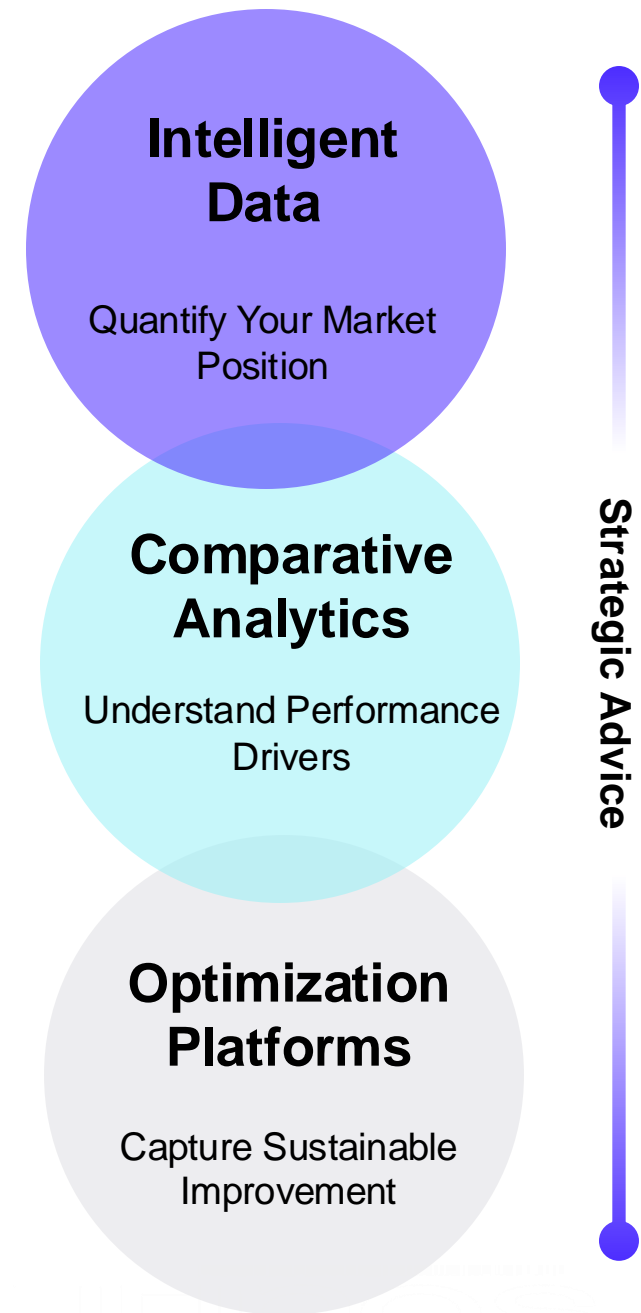 Intelligent
Data
Quantify Your Market
Position
Comparative
Analytics
Understand Performance
Drivers
Optimization
Platforms
Capture Sustainable
Improvement
Strategic Advice